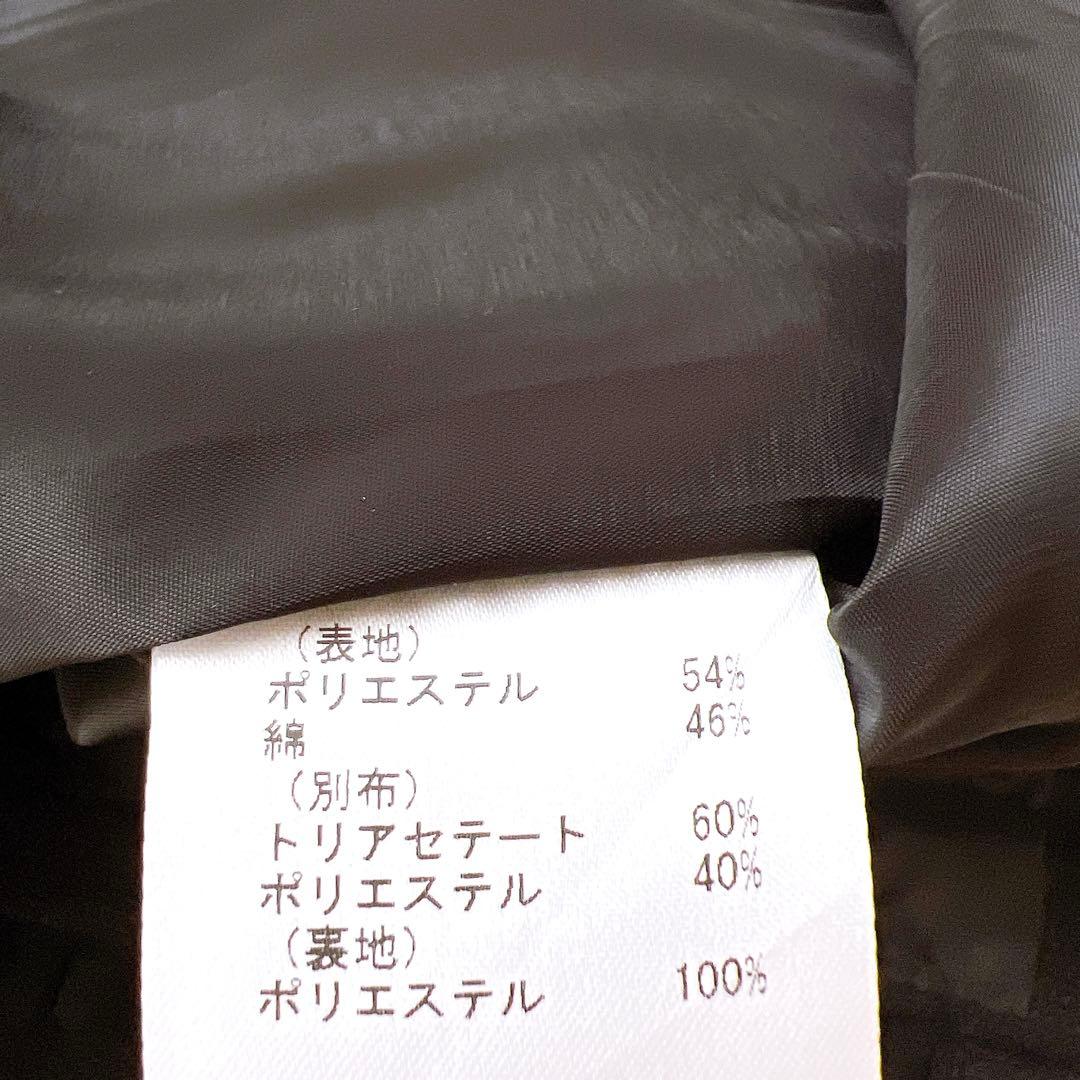 (表地)
ポリエステル 54%
綿 46%
(別布)
トリアセテート 60%
ポリエステル 40%
(裏地)
ポリエステル 100%